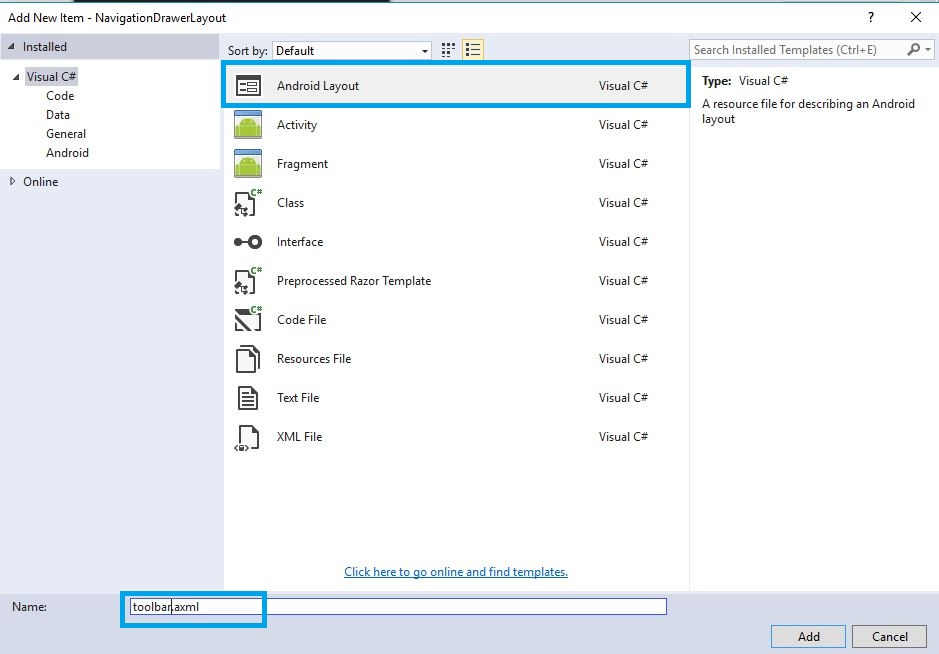 Add New Item - NavigationDrawerLayout ?
Installed
Visual C#
Code
Data
General
Android
Online
Sort by: Default
Search Installed Templates (Ctrl+E)
Android Layout Visual C#
Activity Visual C#
Fragment Visual C#
C# Class Visual C#
Interface Visual C#
C# Preprocessed Razor Template Visual C#
C# Code File Visual C#
Resources File Visual C#
Text File Visual C#
XML File Visual C#
Type: Visual C#
A resource file for describing an Android
layout
Click here to go online and find templates.
Name: toolbar.axml
Add Cancel